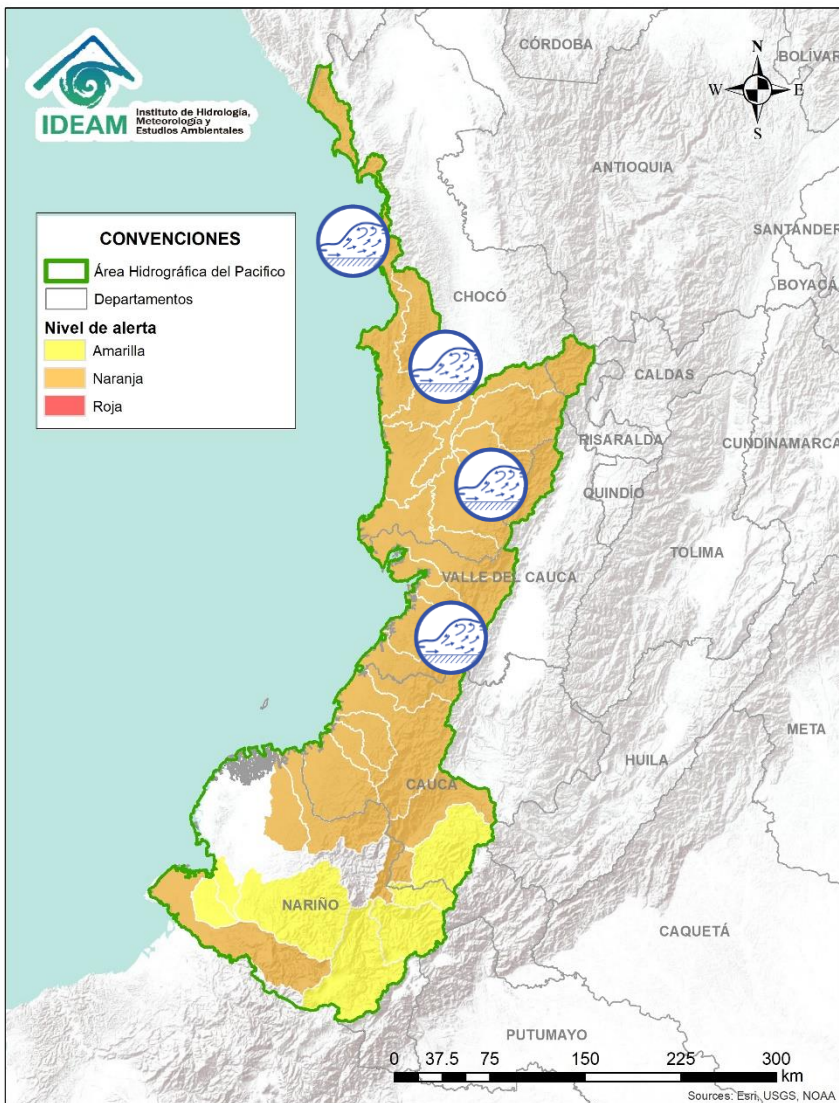 IDEAM
Instituto de Hidrología,
Meteorología y
Estudios Ambientales
CÓRDOBA
BOLÍVAR
N
W
E
S
ANTIOQUIA
SANTANDER
BOYACÁ
CONVENCIONES
Área Hidrográfica del Pacifico
Departamentos
Nivel de alerta
Amarilla
Naranja
Roja
CHOCÓ
CALDAS
RISARALDA
CUNDINAMARCA
QUINDÍO
TOLIMA
VALLE DEL CAUCA
META
HUILA
CAUCA
NARIÑO
CAQUETÁ
PUTUMAYO
0 37.5 75 150 225 300
km
Sources: Esri, USGS, NOAA